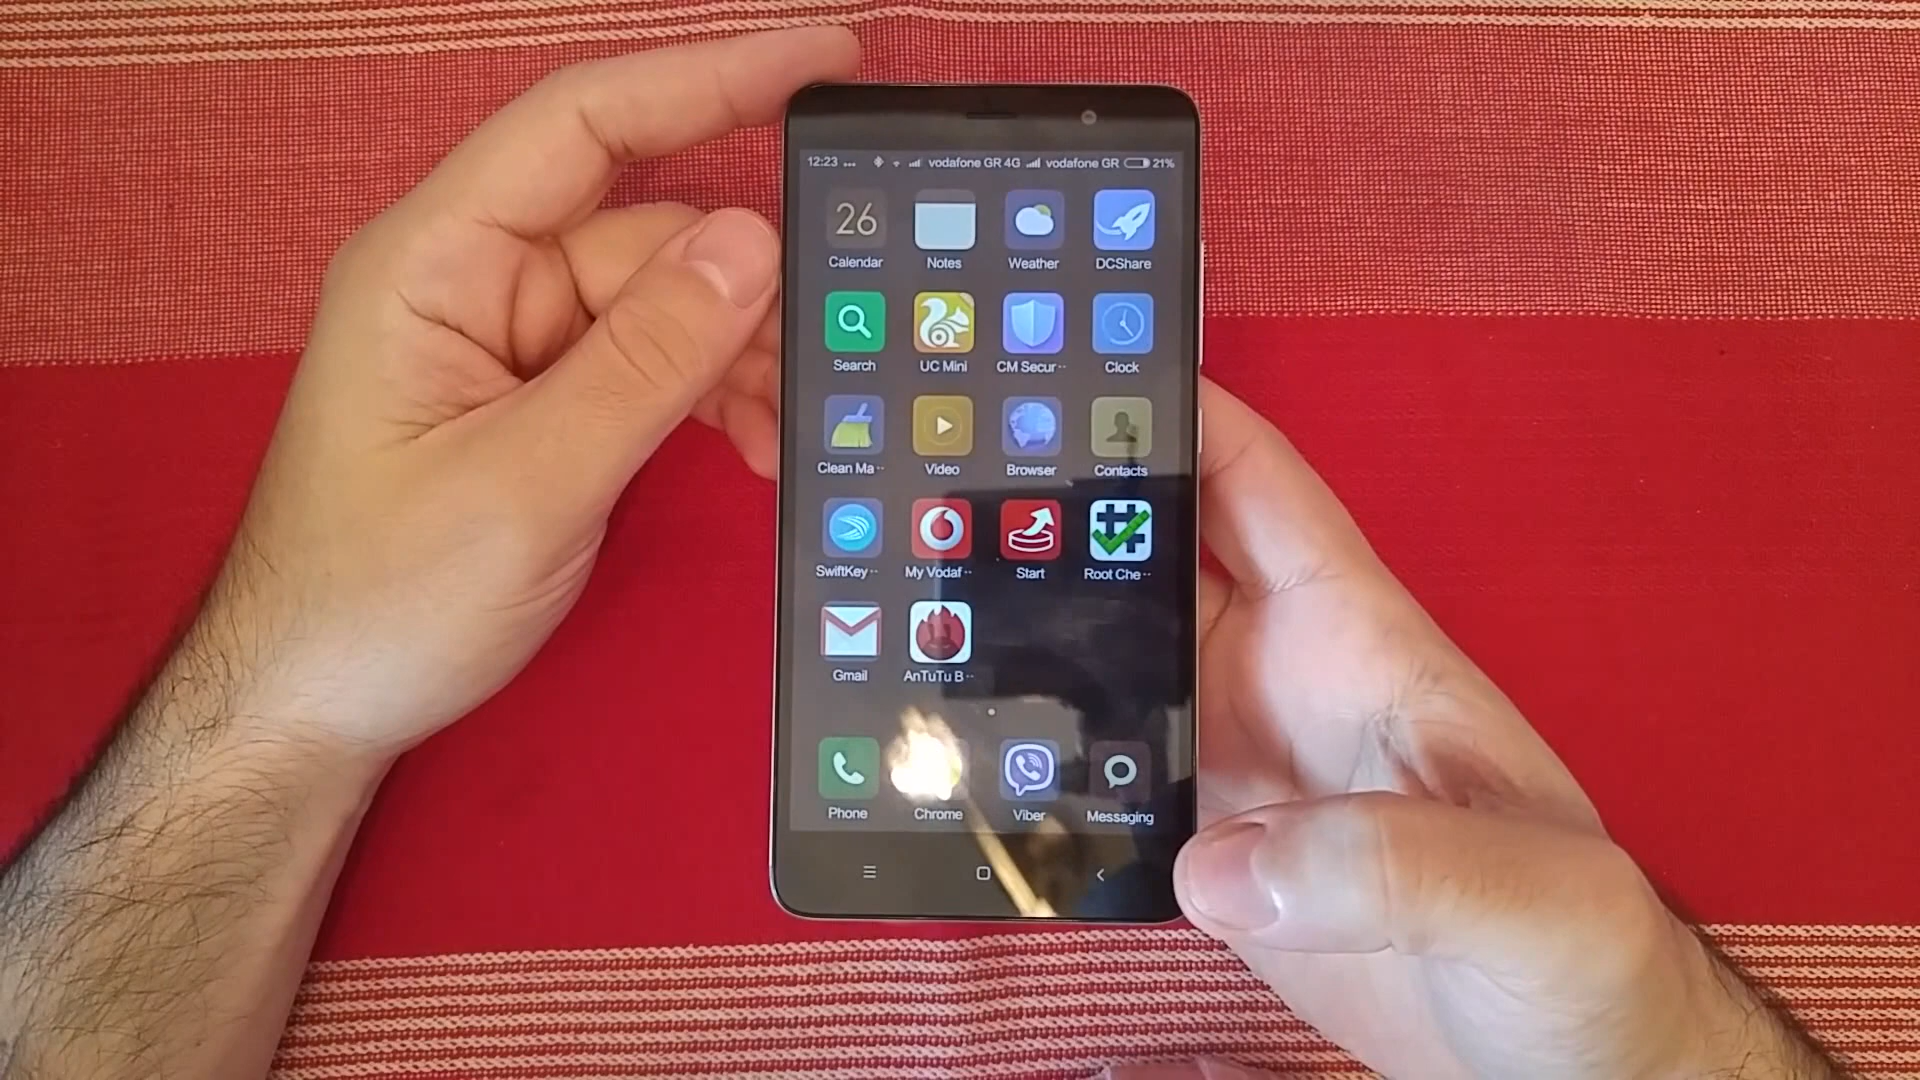 12:23 ... vodafone GR 4G vodafone GR 21%
26
Calendar Notes Weather DCShare
Search UC Mini CM Secur·· Clock
Clean Ma·· Video Browser Contacts
SwiftKey·· My Vodaf·· Start Root Che··
Gmail AnTuTu B··
Phone Chrome Viber Messaging